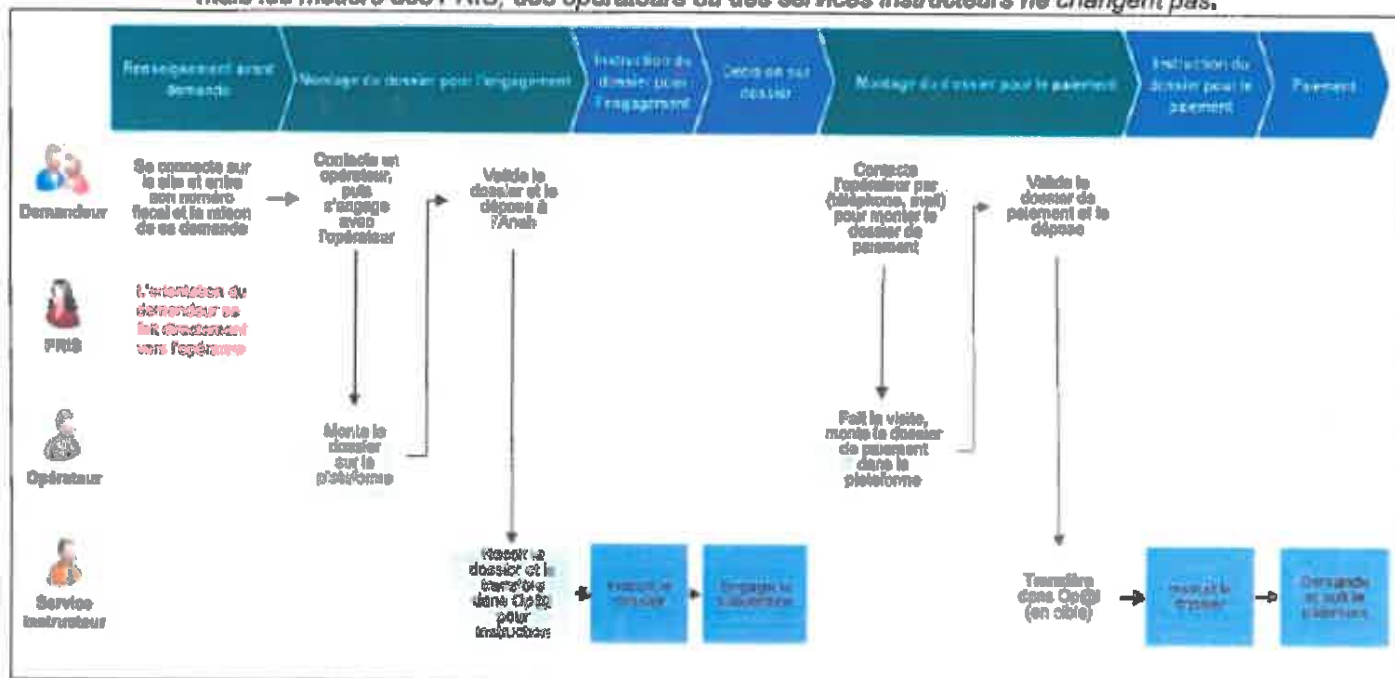 mais les métiers des PRIS, des opérateurs ou des services instructeurs ne changent pas.
Renseignement avant
demande
Montage du dossier pour l'engagement
Instruction du
dossier pour
l'engagement
Décision sur
dossier
Montage du dossier pour le paiement
Instruction du
dossier pour le
paiement
Paiement
Demandeur
Se connecte sur
le site et entre
son numéro
fiscal et la raison
de sa demande
Contacte un
opérateur,
puis
s'engage
avec
l'opérateur
Valide le
dossier et le
dépose à
l'Anah
Contacte
l'opérateur par
(téléphone, mail)
pour monter le
dossier de
paiement
Valide le
dossier de
paiement et le
dépose
PRIS
L'orientation du
demandeur se
fait directement
vers l'opérateur
Opérateur
Monte le
dossier
sur la
plateforme
Fait la visite,
monte le dossier
de paiement
dans la
plateforme
Service
instructeur
Reçoit le
dossier et le
transfère
dans Op@l
pour
instruction
Instruit le
dossier
Engage la
subvention
Transfère
dans Op@l
(en cible)
Instruit le
dossier
Demande
et suit le
paiement